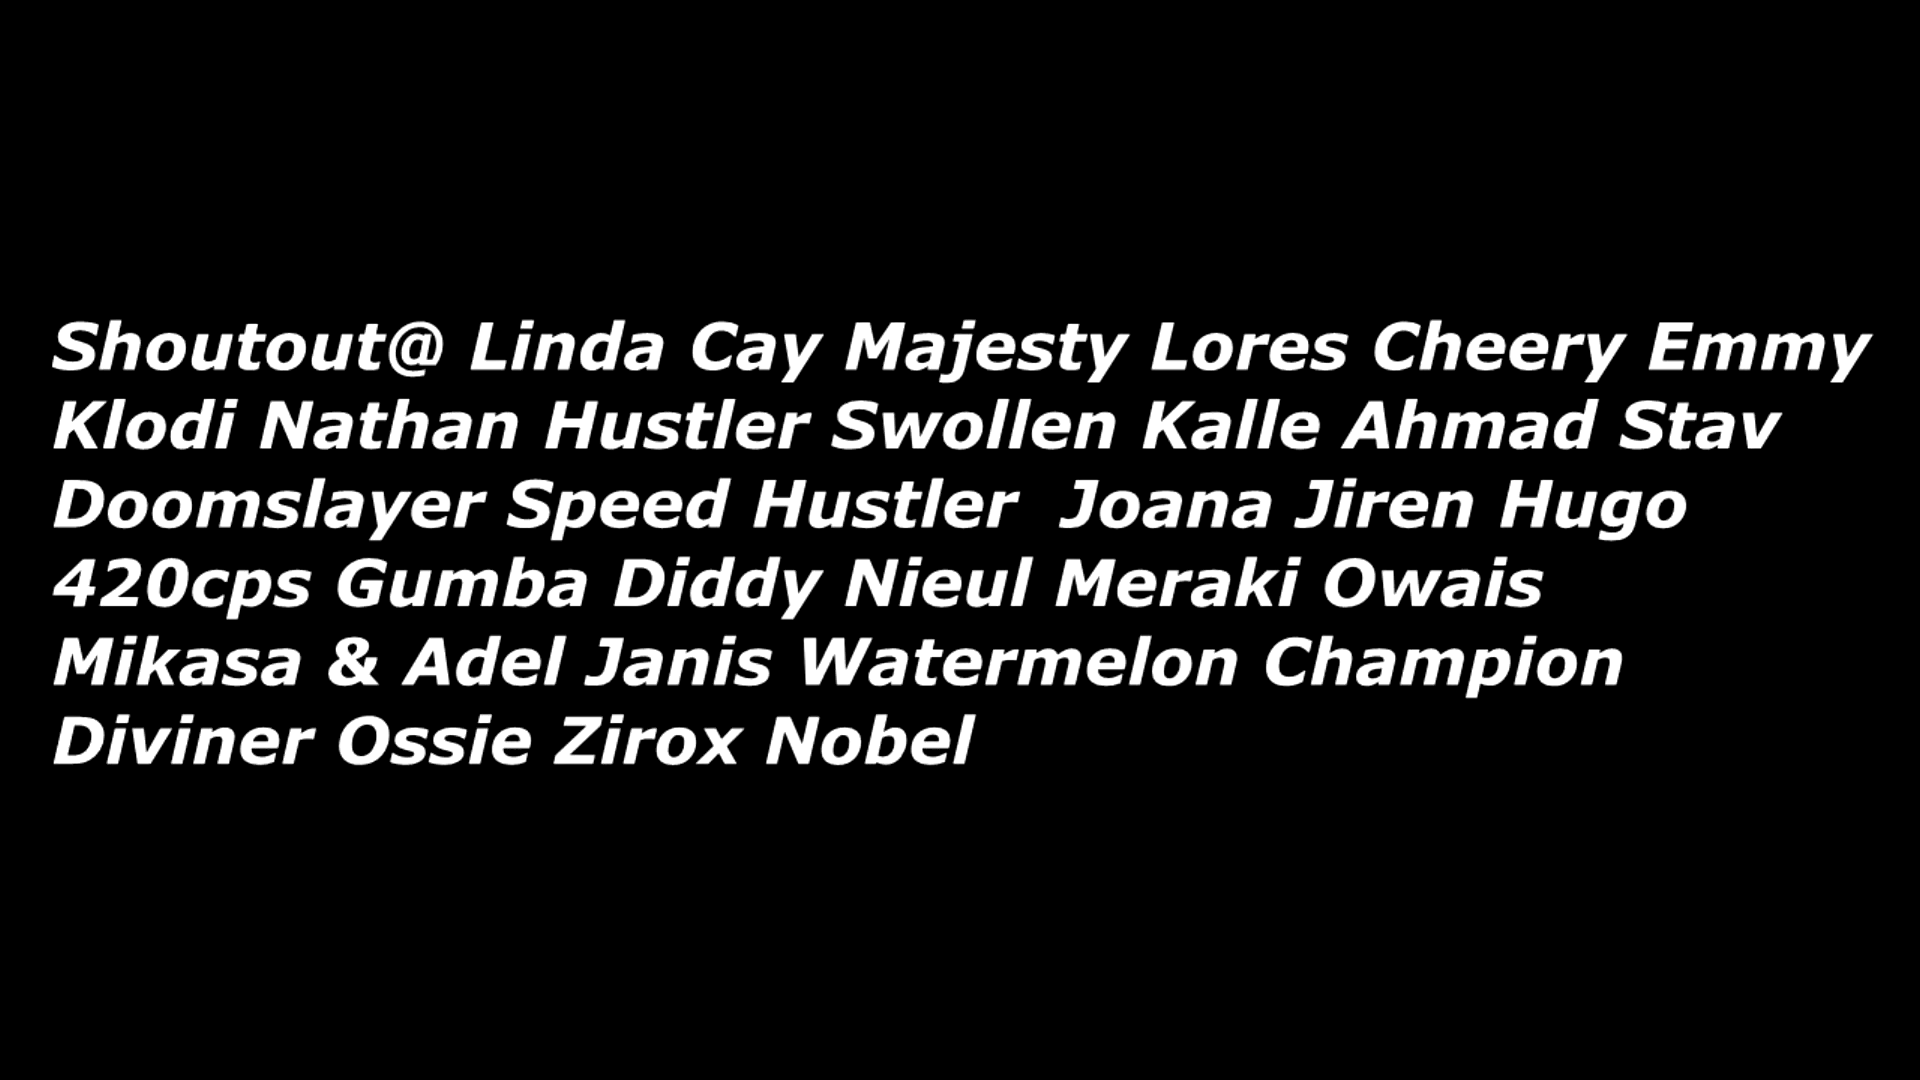 Shoutout@ Linda Cay Majesty Lores Cheery Emmy
Klodi Nathan Hustler Swollen Kalle Ahmad Stav
Doomslayer Speed Hustler  Joana Jiren Hugo
420cps Gumba Diddy Nieul Meraki Owais
Mikasa & Adel Janis Watermelon Champion
Diviner Ossie Zirox Nobel